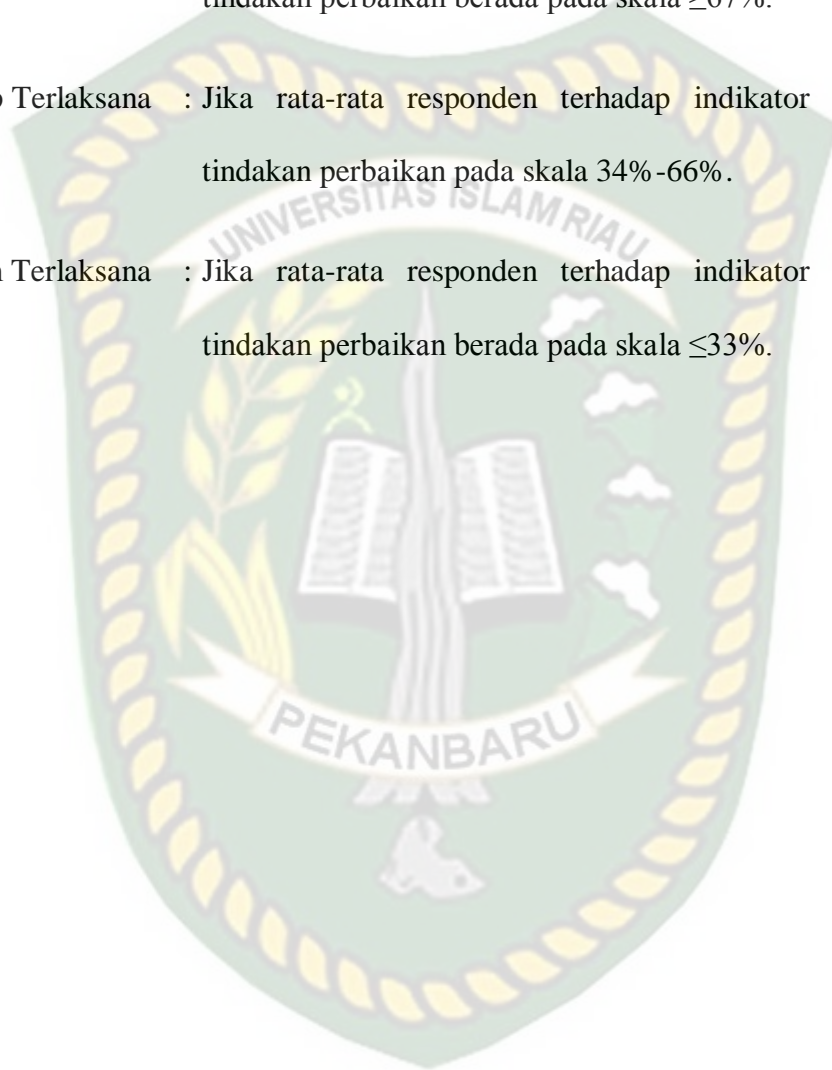 tindakan perbaikan berada pada skala ≥67%.
Terlaksana : Jika rata-rata responden terhadap indikator
tindakan perbaikan pada skala 34%-66%.
Terlaksana : Jika rata-rata responden terhadap indikator
tindakan perbaikan berada pada skala ≤33%.
UNIVERSITAS ISLAM RIAU
PEKANBARU